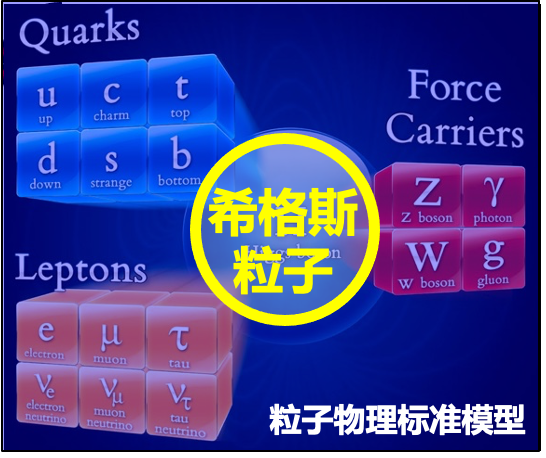 Quarks
u c t
up charm top
d s b
down strange bottom
Force
Carriers
Z γ
Z boson photon
W g
W boson gluon
希格斯
粒子
boson
Leptons
e μ τ
electron muon tau
νe νμ ντ
electron muon tau
neutrino neutrino neutrino
粒子物理标准模型